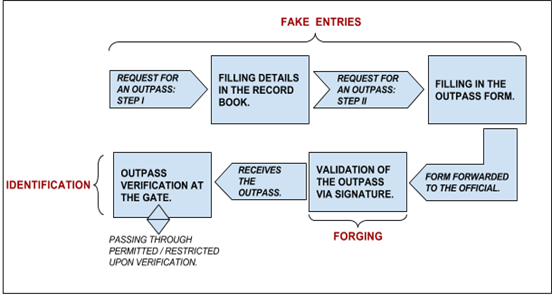 FAKE ENTRIES
REQUEST FOR
AN OUTPASS:
STEP I
FILLING DETAILS
IN THE RECORD
BOOK.
REQUEST FOR
AN OUTPASS:
STEP II
FILLING IN THE
OUTPASS FORM.
FORM FORWARDED
TO THE OFFICIAL.
VALIDATION OF
THE OUTPASS
VIA SIGNATURE.
FORGING
RECEIVES
THE
OUTPASS.
OUTPASS
VERIFICATION AT
THE GATE.
IDENTIFICATION
PASSING THROUGH
PERMITTED / RESTRICTED
UPON VERIFICATION.